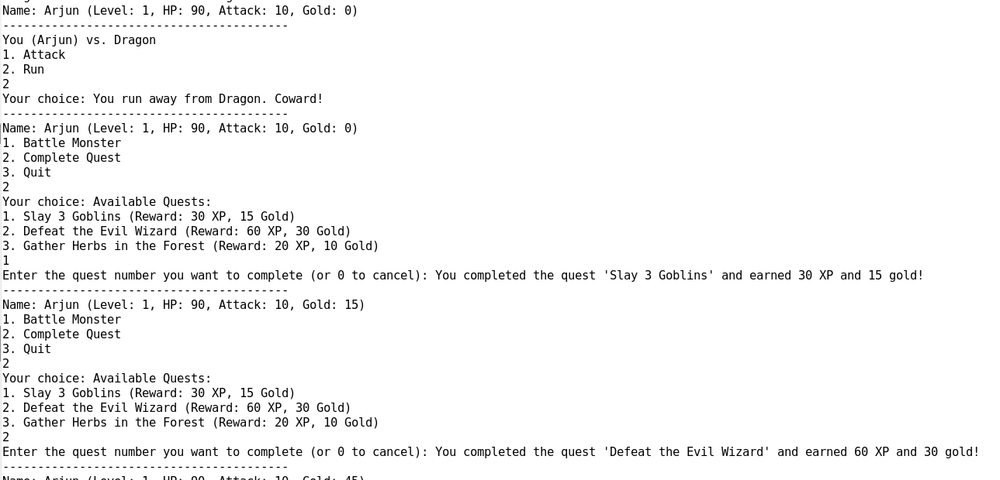 Name: Arjun (Level: 1, HP: 90, Attack: 10, Gold: 0)
-----------------------------------------
You (Arjun) vs. Dragon
1. Attack
2. Run
2
Your choice: You run away from Dragon. Coward!
-----------------------------------------
Name: Arjun (Level: 1, HP: 90, Attack: 10, Gold: 0)
1. Battle Monster
2. Complete Quest
3. Quit
2
Your choice: Available Quests:
1. Slay 3 Goblins (Reward: 30 XP, 15 Gold)
2. Defeat the Evil Wizard (Reward: 60 XP, 30 Gold)
3. Gather Herbs in the Forest (Reward: 20 XP, 10 Gold)
1
Enter the quest number you want to complete (or 0 to cancel): You completed the quest 'Slay 3 Goblins' and earned 30 XP and 15 gold!
-----------------------------------------
Name: Arjun (Level: 1, HP: 90, Attack: 10, Gold: 15)
1. Battle Monster
2. Complete Quest
3. Quit
2
Your choice: Available Quests:
1. Slay 3 Goblins (Reward: 30 XP, 15 Gold)
2. Defeat the Evil Wizard (Reward: 60 XP, 30 Gold)
3. Gather Herbs in the Forest (Reward: 20 XP, 10 Gold)
2
Enter the quest number you want to complete (or 0 to cancel): You completed the quest 'Defeat the Evil Wizard' and earned 60 XP and 30 gold!
-----------------------------------------
Name: Arjun (Level: 1, HP: 90, Attack: 10, Gold: 45)